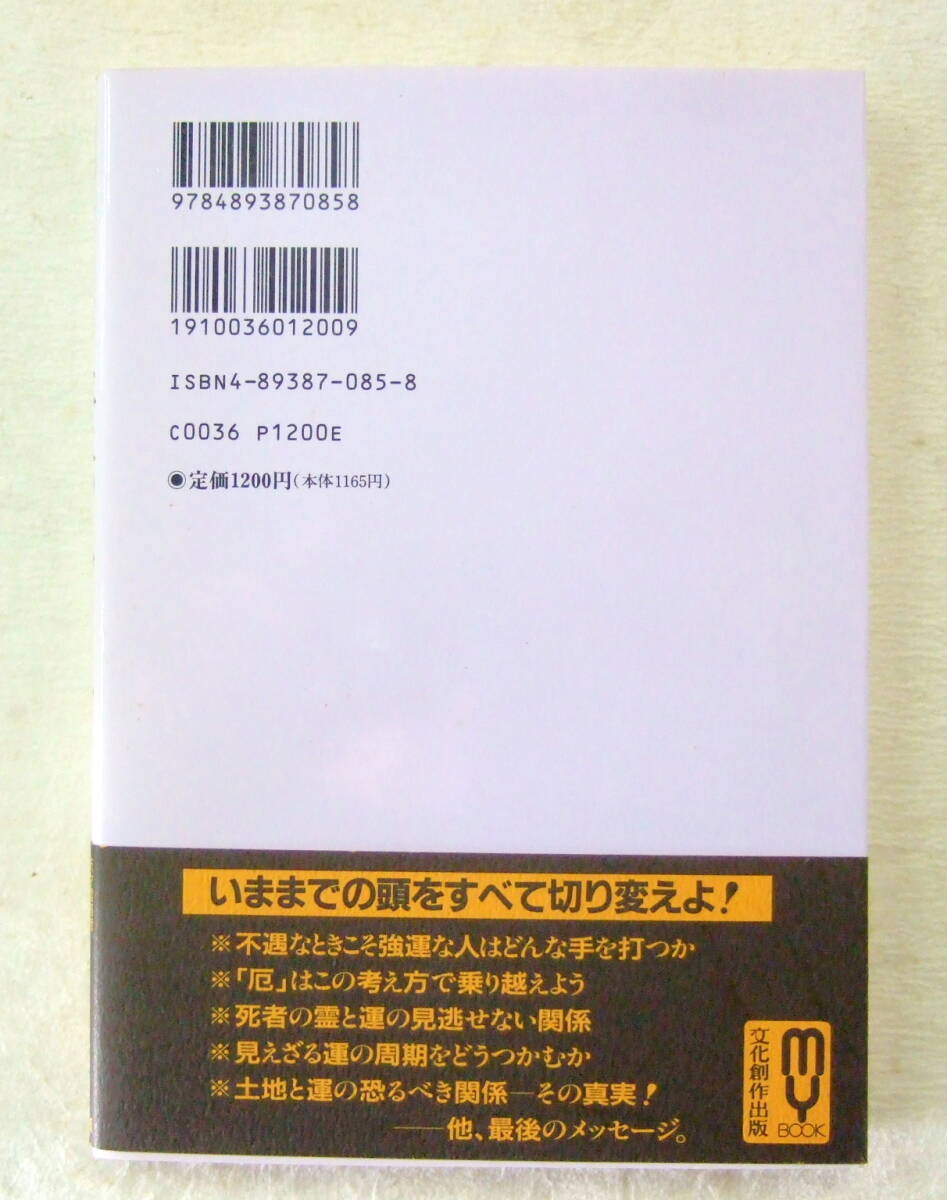 9784893870858
1910036012009
ISBN4-89387-085-8
C0036 P1200E
◉定価1200円(本体1165円)
いままでの頭をすべて切り変えよ!
※不遇なときこそ強運な人はどんな手を打つか
※「厄」はこの考え方で乗り越えよう
※死者の霊と運の見逃せない関係
※見えざる運の周期をどうつかむか
※土地と運の恐るべき関係—その真実!
——他、最後のメッセージ。
my BOOK
文化創作出版